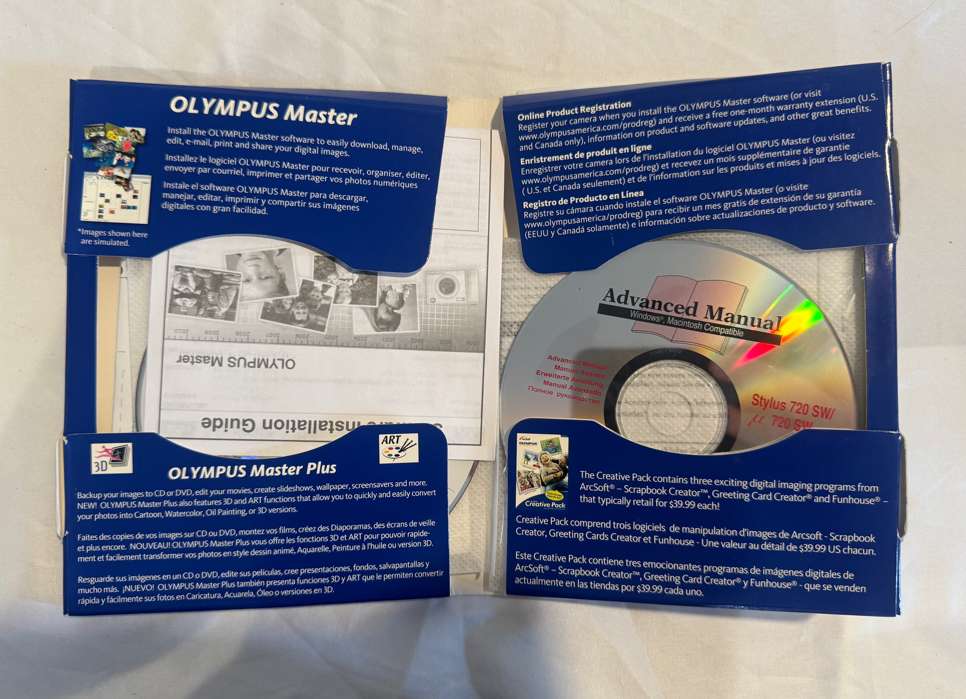 OLYMPUS Master
Install the OLYMPUS Master software to easily download, manage,
edit, e-mail, print and share your digital images.
Installez le logiciel OLYMPUS Master pour recevoir, organiser, éditer,
envoyer par courriel, imprimer et partager vos photos numériques
Instale el software OLYMPUS Master para descargar,
manejar, editar, imprimir y compartir sus imágenes
digitales con gran facilidad.
*Images shown here
are simulated.
OLYMPUS Master
Installation Guide
3D
ART
OLYMPUS Master Plus
Backup your images to CD or DVD, edit your movies, create slideshows, wallpaper, screensavers and more.
NEW! OLYMPUS Master Plus also features 3D and ART functions that allow you to quickly and easily convert
your photos into Cartoon, Watercolor, Oil Painting, or 3D versions.
Faites des copies de vos images sur CD ou DVD, montez vos films, créez des Diaporamas, des écrans de veille
et plus encore. NOUVEAU! OLYMPUS Master Plus vous offre les fonctions 3D et ART pour pouvoir rapide-
ment et facilement transformer vos photos en style dessin animé, Aquarelle, Peinture à l'huile ou version 3D.
Resguarde sus imágenes en un CD o DVD, edite sus películas, cree presentaciones, fondos, salvapantallas y
mucho más. ¡NUEVO! OLYMPUS Master Plus también presenta funciones 3D y ART que le permiten convertir
rápida y fácilmente sus fotos en Caricatura, Acuarela, Óleo o versiones en 3D.
Online Product Registration
Register your camera when you install the OLYMPUS Master software (or visit
www.olympusamerica.com/prodreg) and receive a free one-month warranty extension (U.S.
and Canada only), information on product and software updates, and other great benefits.
Enristrement de produit en ligne
Enregistrer votre camera lors de l'installation du logiciel OLYMPUS Master (ou visitez
www.olympusamerica.com/prodreg) et recevez un mois supplémentaire de garantie
( U.S. et Canada seulement) et de l'information sur les produits et mises à jour des logiciels.
Registro de Producto en Linea
Registre su cámara cuando instale el software OLYMPUS Master (o visite
www.olympusamerica/prodreg) para recibir un mes gratis de extensión de su garantía
(EEUU y Canadá solamente) e información sobre actualizaciones de producto y software.
Advanced Manual
Windows®, Macintosh Compatible
Advanced Manual
Manuel Avancé
Erweiterte Anleitung
Manual Avanzado
Полное руководство
Stylus 720 SW/
μ 720 SW
OLYMPUS
Creative Pack
The Creative Pack contains three exciting digital imaging programs from
ArcSoft® – Scrapbook Creator™, Greeting Card Creator® and Funhouse® –
that typically retail for $39.99 each!
Creative Pack comprend trois logiciels de manipulation d'images de Arcsoft - Scrapbook
Creator, Greeting Cards Creator et Funhouse - Une valeur au détail de $39.99 US chacun.
Este Creative Pack contiene tres emocionantes programas de imágenes digitales de
ArcSoft® – Scrapbook Creator™, Greeting Card Creator® y Funhouse® - que se venden
actualmente en las tiendas por $39.99 cada uno.